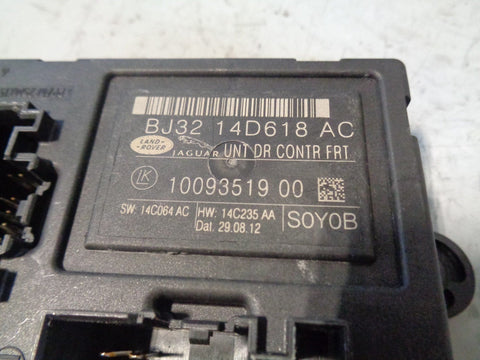 BJ32 14D618 AC
LAND-
ROVER
JAGUAR UNT DR CONTR FRT
LK 10093519 00
SW: 14C064 AC HW: 14C235 AA
Dat. 29.08.12
S0Y0B